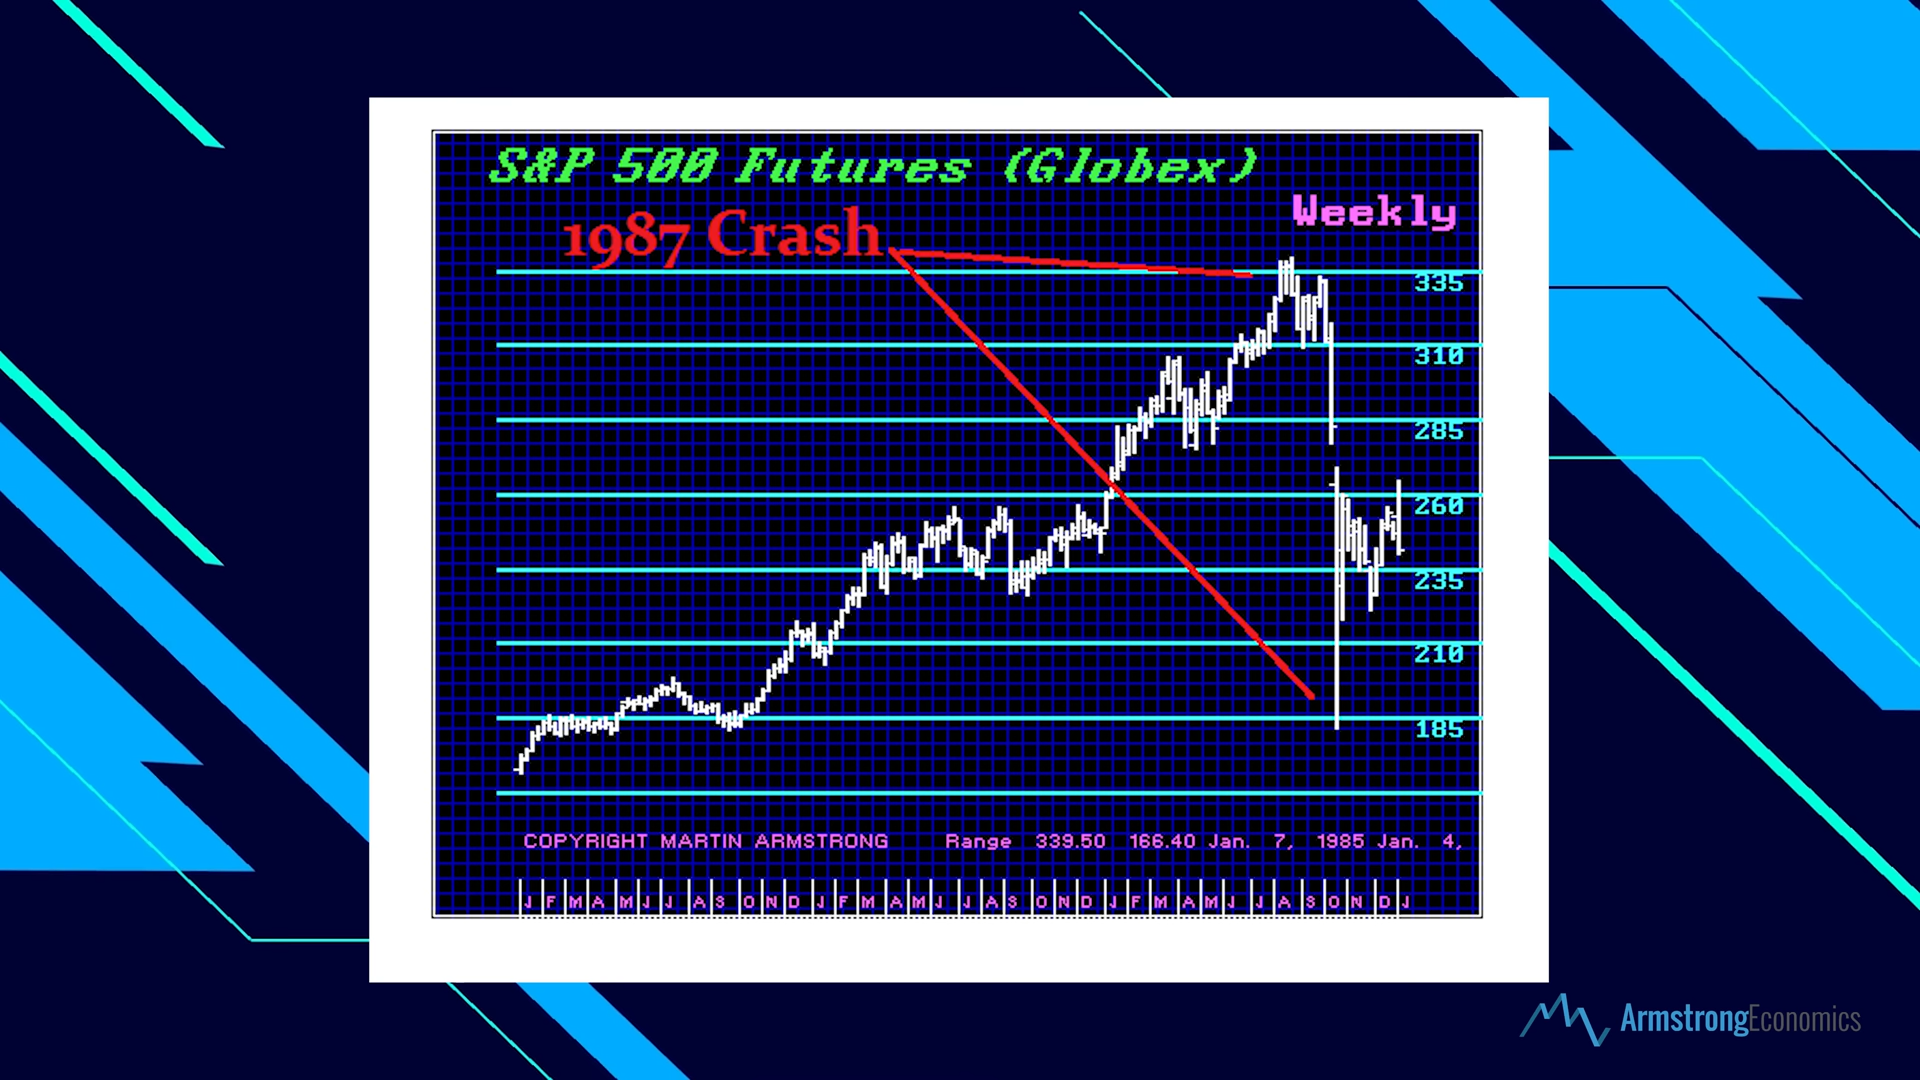 S&P 500 Futures (Globex)
Weekly
1987 Crash
335
310
285
260
235
210
185
COPYRIGHT MARTIN ARMSTRONG Range 339.50 166.40 Jan. 7, 1985 Jan. 4,
J F M A M J J A S O N D J F M A M J J A S O N D J F M A M J J A S O N D J
ArmstrongEconomics